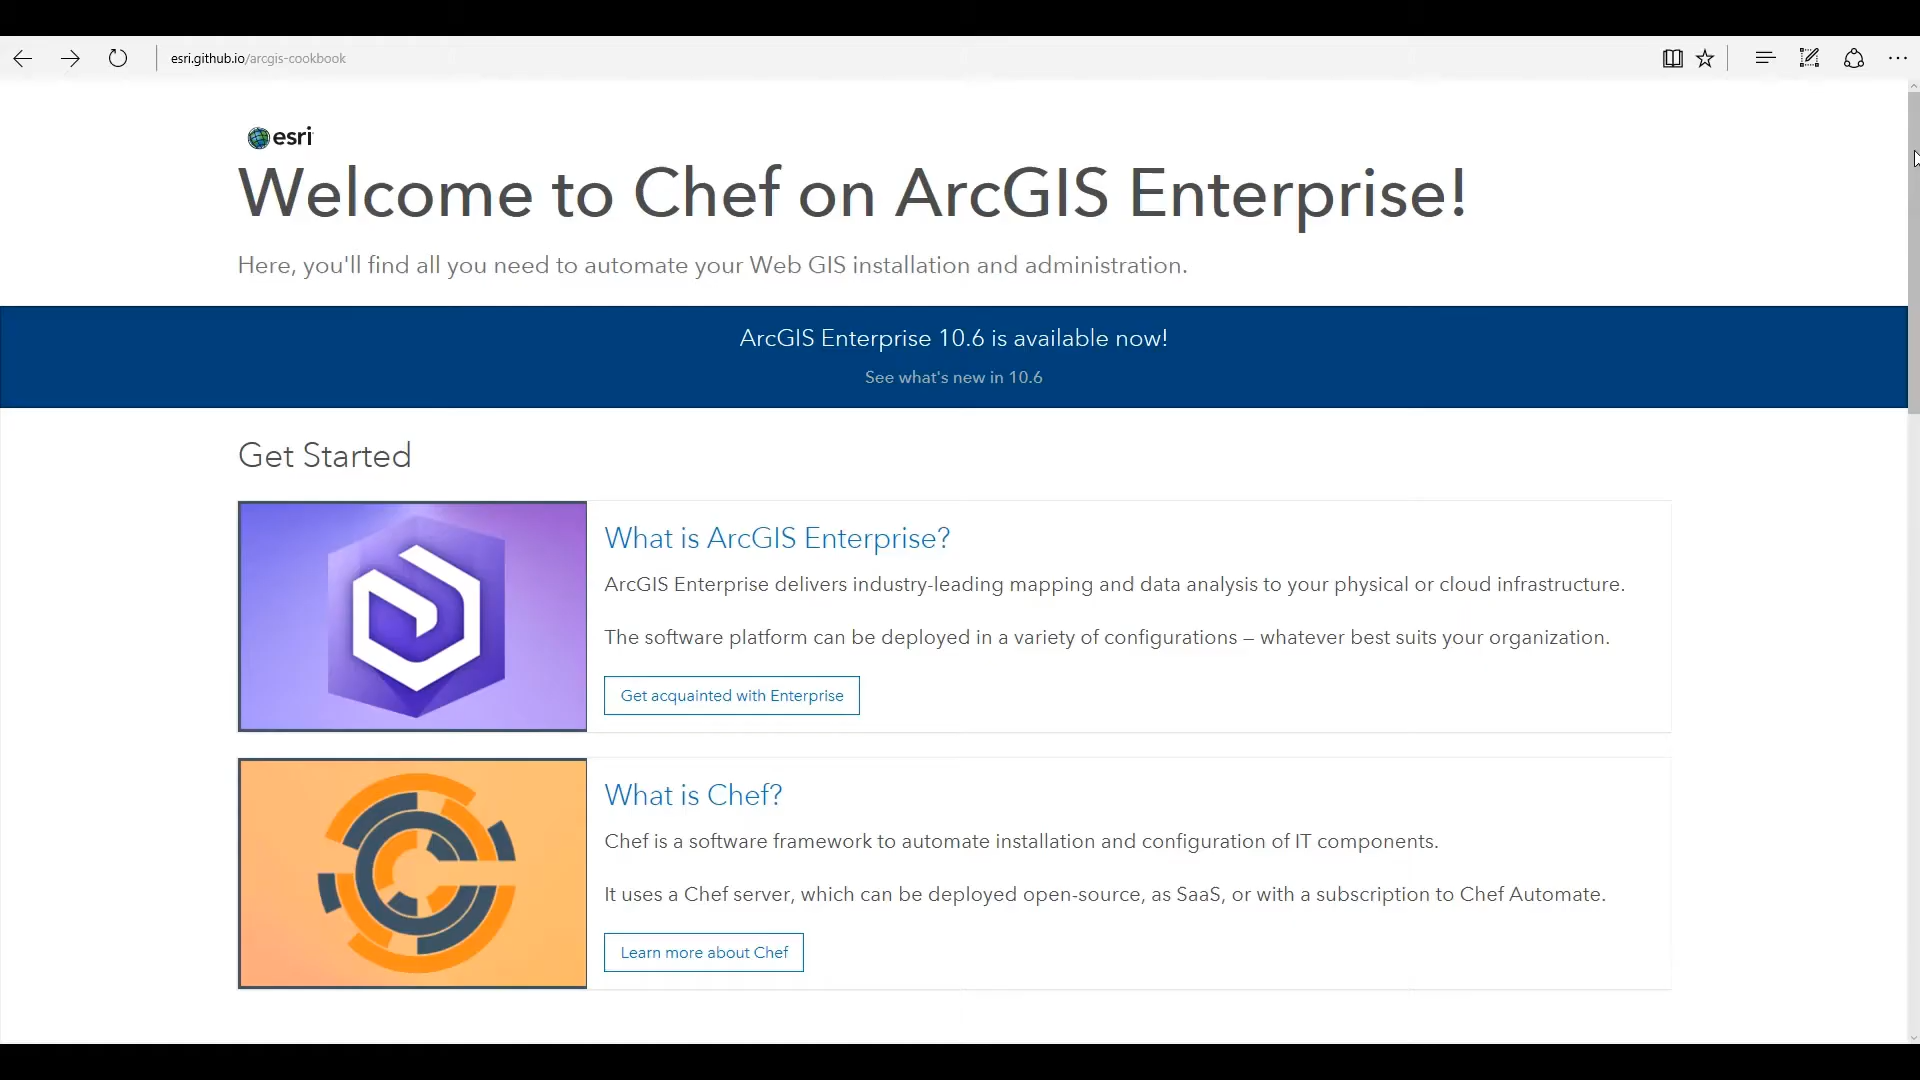 esri.github.io/arcgis-cookbook
esri
Welcome to Chef on ArcGIS Enterprise!
Here, you'll find all you need to automate your Web GIS installation and administration.
ArcGIS Enterprise 10.6 is available now!
See what's new in 10.6
Get Started
What is ArcGIS Enterprise?
ArcGIS Enterprise delivers industry-leading mapping and data analysis to your physical or cloud infrastructure.
The software platform can be deployed in a variety of configurations – whatever best suits your organization.
Get acquainted with Enterprise
What is Chef?
Chef is a software framework to automate installation and configuration of IT components.
It uses a Chef server, which can be deployed open-source, as SaaS, or with a subscription to Chef Automate.
Learn more about Chef